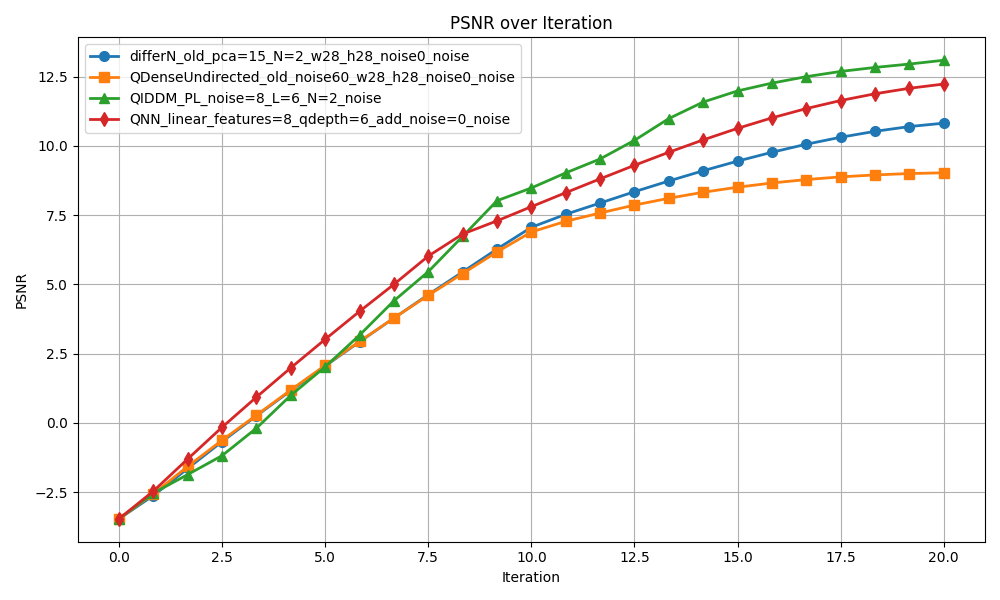 PSNR over Iteration
differN_old_pca=15_N=2_w28_h28_noise0_noise
QDenseUndirected_old_noise60_w28_h28_noise0_noise
QIDDM_PL_noise=8_L=6_N=2_noise
QNN_linear_features=8_qdepth=6_add_noise=0_noise
PSNR
12.5
10.0
7.5
5.0
2.5
0.0
−2.5
0.0 2.5 5.0 7.5 10.0 12.5 15.0 17.5 20.0
Iteration